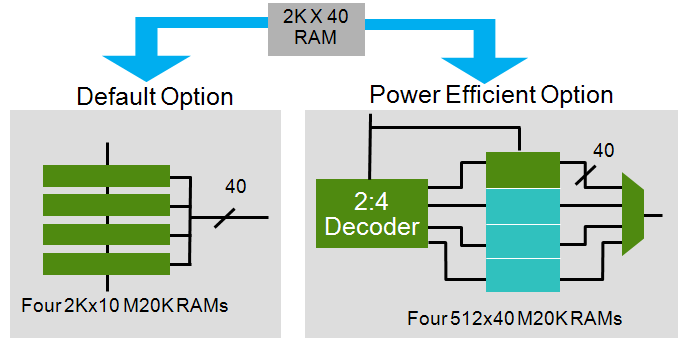 2K X 40
RAM
Default Option
Power Efficient Option
40
Four 2Kx10 M20K RAMs
2:4
Decoder
40
Four 512x40 M20K RAMs